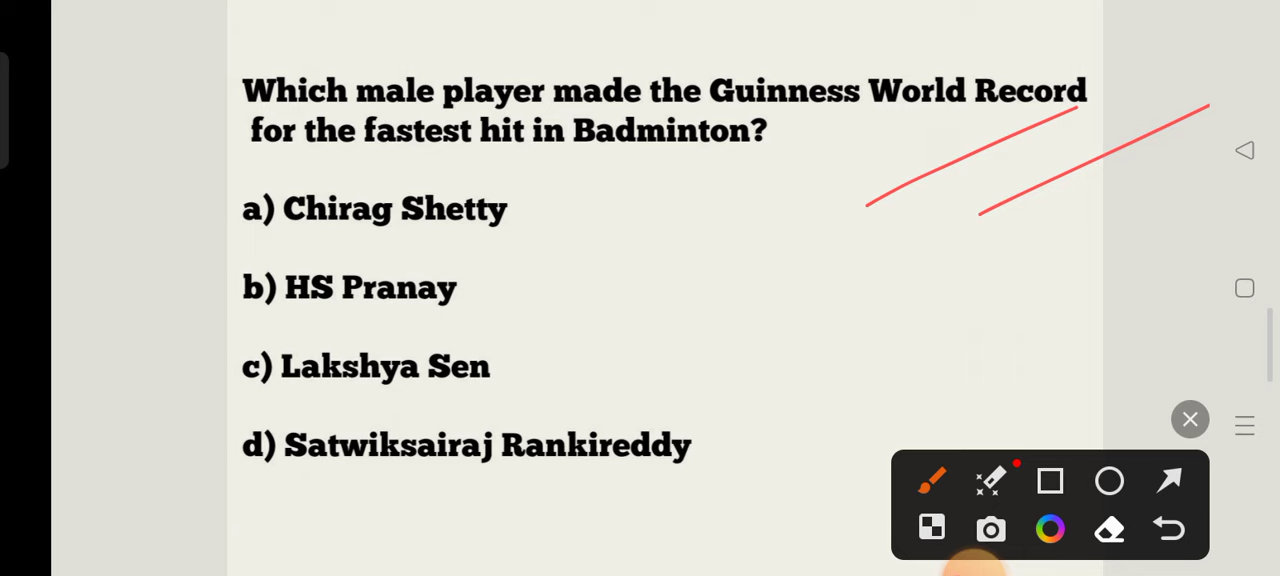 Which male player made the Guinness World Record
for the fastest hit in Badminton?
a) Chirag Shetty
b) HS Pranay
c) Lakshya Sen
d) Satwiksairaj Rankireddy